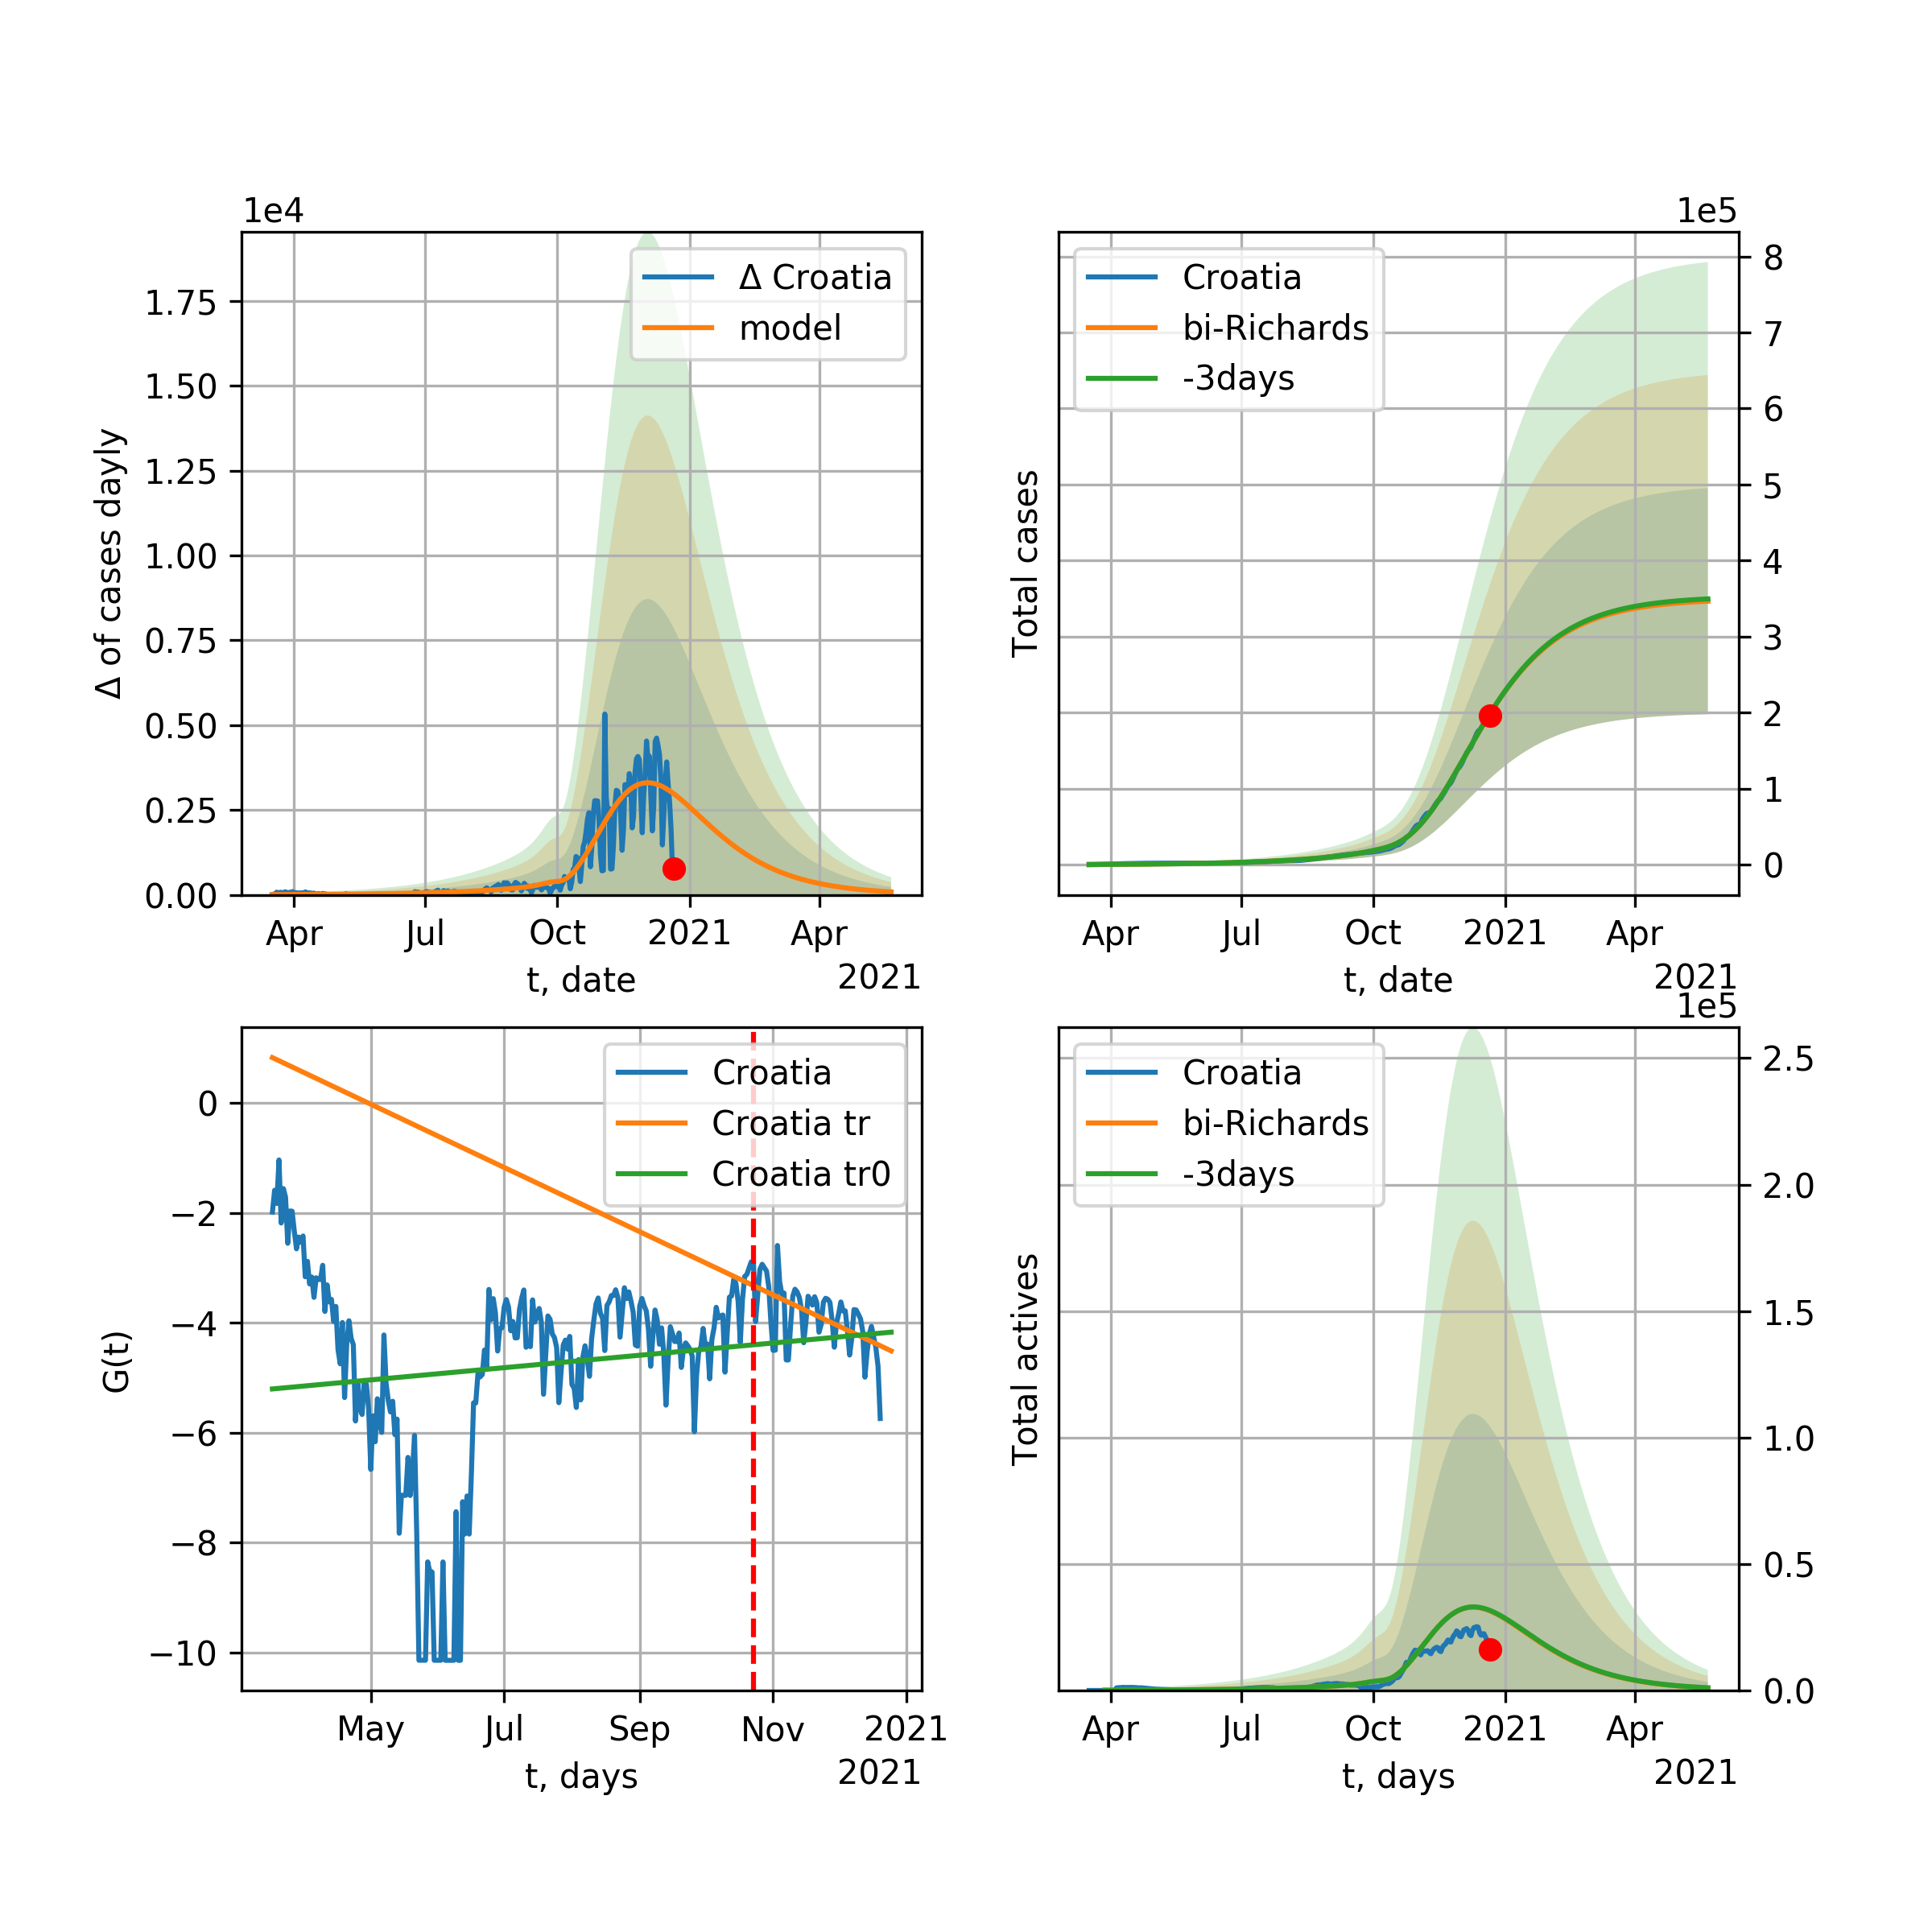 1e4
Δ of cases dayly
1.75
1.50
1.25
1.00
0.75
0.50
0.25
0.00
Δ Croatia
model
Apr Jul Oct 2021 Apr
t, date
2021
1e5
Total cases
Croatia
bi-Richards
-3days
8
7
6
5
4
3
2
1
0
Apr Jul Oct 2021 Apr
t, date
2021
G(t)
0
−2
−4
−6
−8
−10
Croatia
Croatia tr
Croatia tr0
May Jul Sep Nov 2021
t, days
2021
1e5
Total actives
Croatia
bi-Richards
-3days
2.5
2.0
1.5
1.0
0.5
0.0
Apr Jul Oct 2021 Apr
t, days
2021